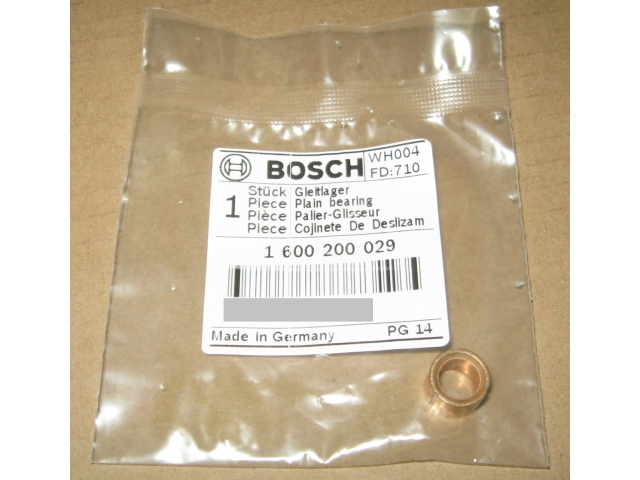 BOSCH
WH004
FD:710
1
Stück Gleitlager
Piece Plain bearing
Pièce Palier-Glisseur
Piece Cojinete De Deslizam
1 600 200 029
Made in Germany PG 14